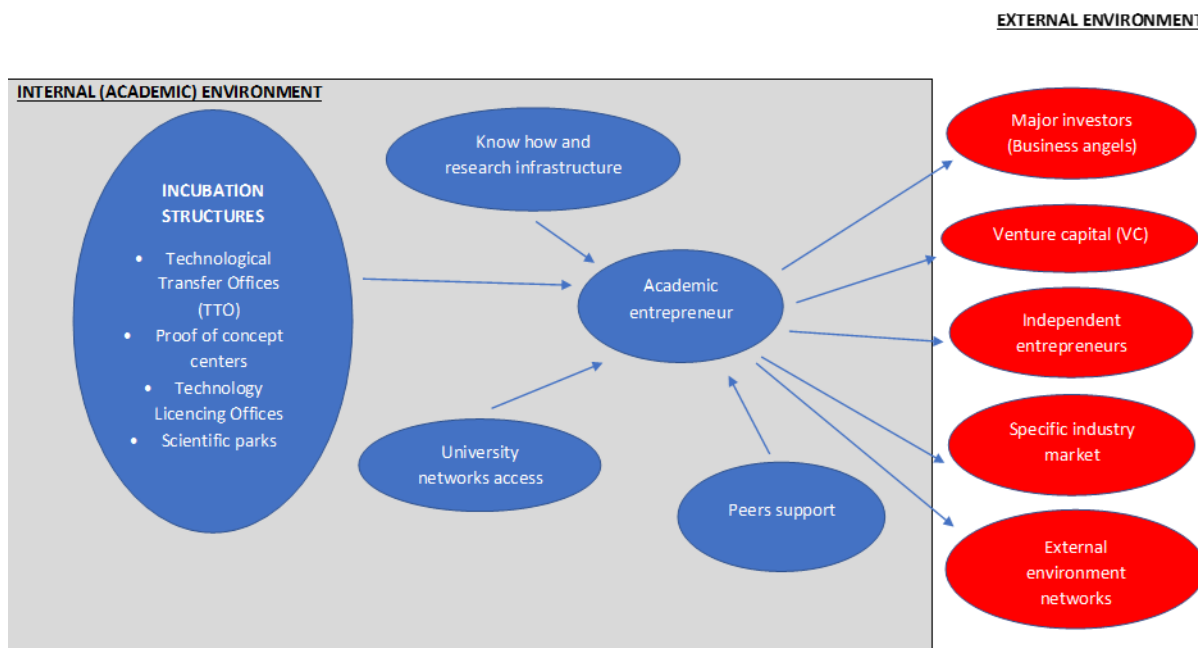 EXTERNAL ENVIRONMENT
INTERNAL (ACADEMIC) ENVIRONMENT
INCUBATION
STRUCTURES
• Technological
Transfer Offices
(TTO)
• Proof of concept
centers
• Technology
Licencing Offices
• Scientific parks
Know how and
research infrastructure
Academic
entrepreneur
University
networks access
Peers support
Major investors
(Business angels)
Venture capital (VC)
Independent
entrepreneurs
Specific industry
market
External
environment
networks